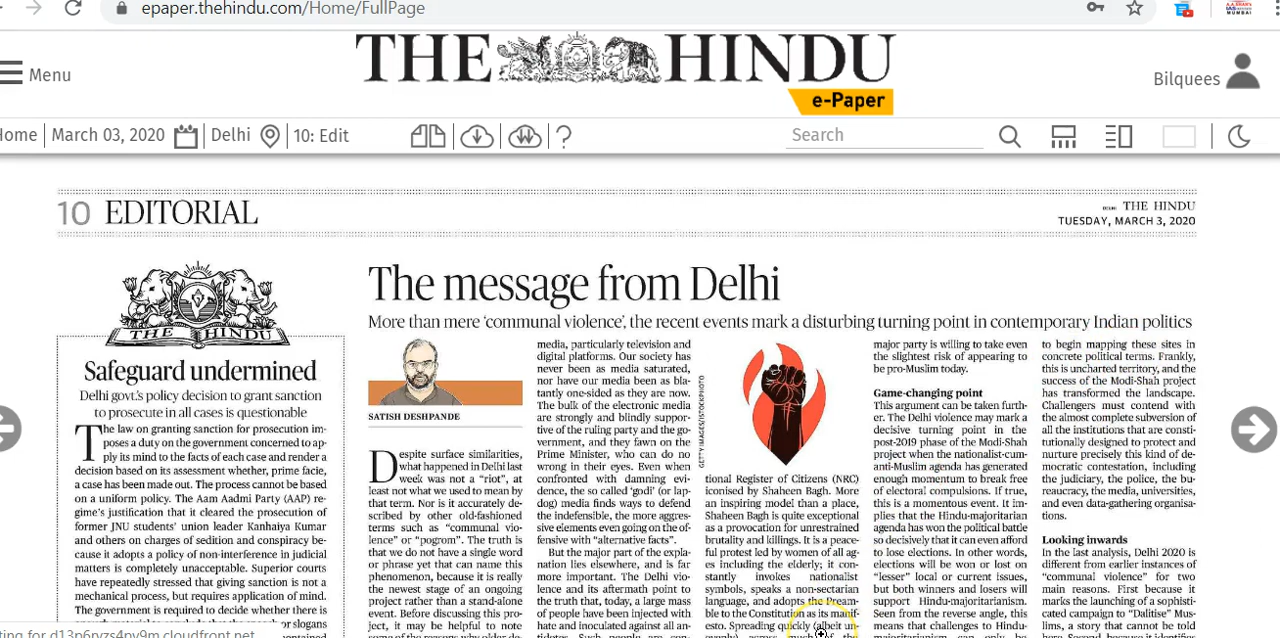 epaper.thehindu.com/Home/FullPage
Menu
THE HINDU
e-Paper
Bilquees
Home | March 03, 2020 | Delhi | 10: Edit
?
Search
10 EDITORIAL
THE HINDU
TUESDAY, MARCH 3, 2020
THE HINDU
Safeguard undermined
Delhi govt.'s policy decision to grant sanction
to prosecute in all cases is questionable
The law on granting sanction for prosecution im-
poses a duty on the government concerned to ap-
ply its mind to the facts of each case and render a
decision based on its assessment whether, prime facie,
a case has been made out. The process cannot be based
on a uniform policy. The Aam Aadmi Party (AAP) re-
gime's justification that it cleared the prosecution of
former JNU students' union leader Kanhaiya Kumar
and others on charges of sedition and conspiracy be-
cause it adopts a policy of non-interference in judicial
matters is completely unacceptable. Superior courts
have repeatedly stressed that giving sanction is not a
mechanical process, but requires application of mind.
The government is required to decide whether there is
or slogans
The message from Delhi
More than mere 'communal violence', the recent events mark a disturbing turning point in contemporary Indian politics
SATISH DESHPANDE
Despite surface similarities,
what happened in Delhi last
week was not a "riot", at
least not what we used to mean by
that term. Nor is it accurately de-
scribed by other old-fashioned
terms such as "communal vio-
lence" or "pogrom". The truth is
that we do not have a single word
or phrase yet that can name this
phenomenon, because it is really
the newest stage of an ongoing
project rather than a stand-alone
event. Before discussing this pro-
ject, it may be helpful to note
some of the reasons why older de-
media, particularly television and
digital platforms. Our society has
never been as media saturated,
nor have our media been as bla-
tantly one-sided as they are now.
The bulk of the electronic media
are strongly and blindly suppor-
tive of the ruling party and the go-
vernment, and they fawn on the
Prime Minister, who can do no
wrong in their eyes. Even when
confronted with damning evi-
dence, the so called 'godi' (or lap-
dog) media finds ways to defend
the indefensible, the more aggres-
sive elements even going on the of-
fensive with "alternative facts".
But the major part of the expla-
nation lies elsewhere, and is far
more important. The Delhi vio-
lence and its aftermath point to
the truth that, today, a large mass
of people have been injected with
what amounts to an all-
GETTY IMAGES/ISTOCKPHOTO
tional Register of Citizens (NRC)
iconised by Shaheen Bagh. More
an inspiring model than a place,
Shaheen Bagh is quite exceptional
as a provocation for unrestrained
brutality and killings. It is a peace-
ful protest led by women of all ag-
es including the elderly; it con-
stantly invokes nationalist
symbols, speaks a non-sectarian
language, and adopts the Pream-
ble to the Constitution as its manif-
esto. Spreading quickly (albeit un-
major party is willing to take even
the slightest risk of appearing to
be pro-Muslim today.
Game-changing point
This argument can be taken furth-
er. The Delhi violence may mark a
decisive turning point in the
post-2019 phase of the Modi-Shah
project when the nationalist-cum-
anti-Muslim agenda has generated
enough momentum to break free
of electoral compulsions. If true,
this is a momentous event. It im-
plies that the Hindu-majoritarian
agenda has won the political battle
so decisively that it can even afford
to lose elections. In other words,
elections will be won or lost on
"lesser" local or current issues,
but both winners and losers will
support Hindu-majoritarianism.
Seen from the reverse angle, this
means that challenges to Hindu-
majoritarianism can only be
to begin mapping these sites in
concrete political terms. Frankly,
this is uncharted territory, and the
success of the Modi-Shah project
has transformed the landscape.
Challengers must contend with
the almost complete subversion of
all the institutions that are consti-
tutionally designed to protect and
nurture precisely this kind of de-
mocratic contestation, including
the judiciary, the police, the bu-
reaucracy, the media, universities,
and even data-gathering organisa-
tions.
Looking inwards
In the last analysis, Delhi 2020 is
different from earlier instances of
"communal violence" for two
main reasons. First because it
marks the launching of a sophisti-
cated campaign to "Dalitise" Mus-
lims, a story that cannot be told
here. Second, because it